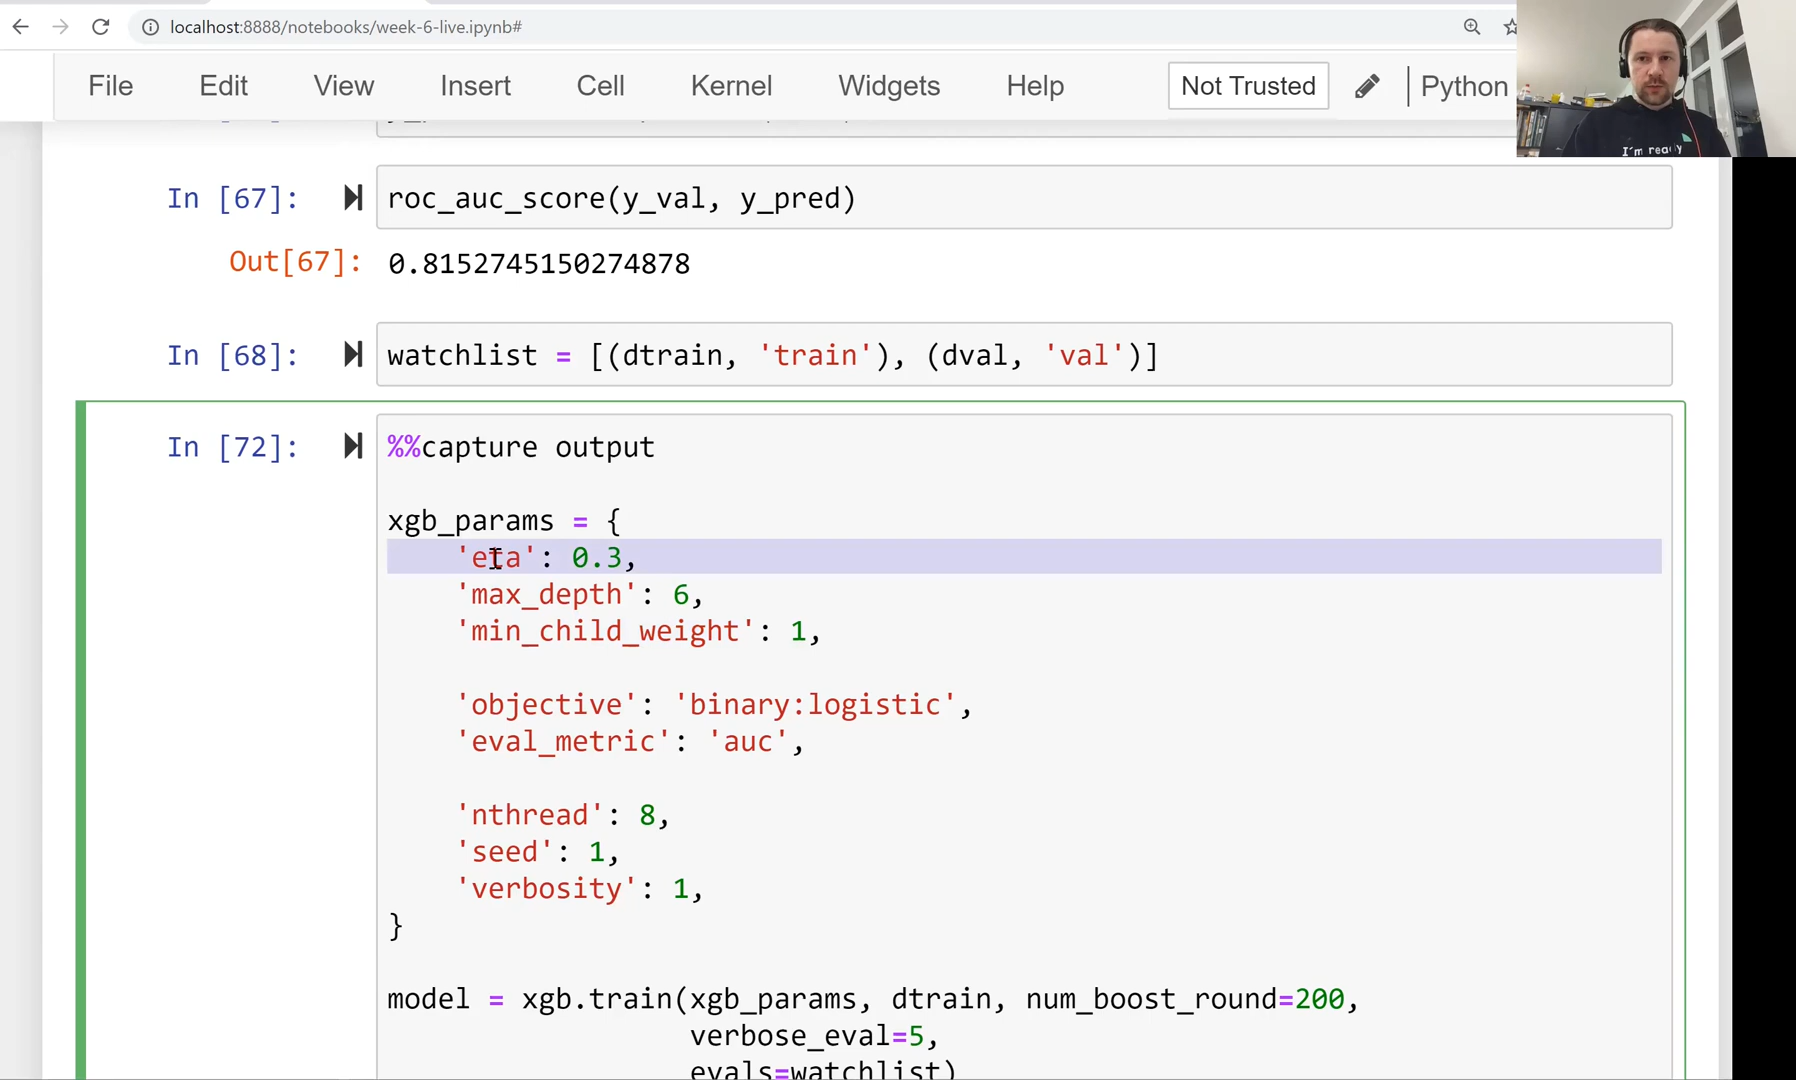 localhost:8888/notebooks/week-6-live.ipynb#
File Edit View Insert Cell Kernel Widgets Help Not Trusted Python
I'm ready
In [67]: roc_auc_score(y_val, y_pred)
Out[67]: 0.8152745150274878
In [68]: watchlist = [(dtrain, 'train'), (dval, 'val')]
In [72]: %%capture output
xgb_params = {
'eta': 0.3,
'max_depth': 6,
'min_child_weight': 1,
'objective': 'binary:logistic',
'eval_metric': 'auc',
'nthread': 8,
'seed': 1,
'verbosity': 1,
}
model = xgb.train(xgb_params, dtrain, num_boost_round=200,
verbose_eval=5,
evals=watchlist)